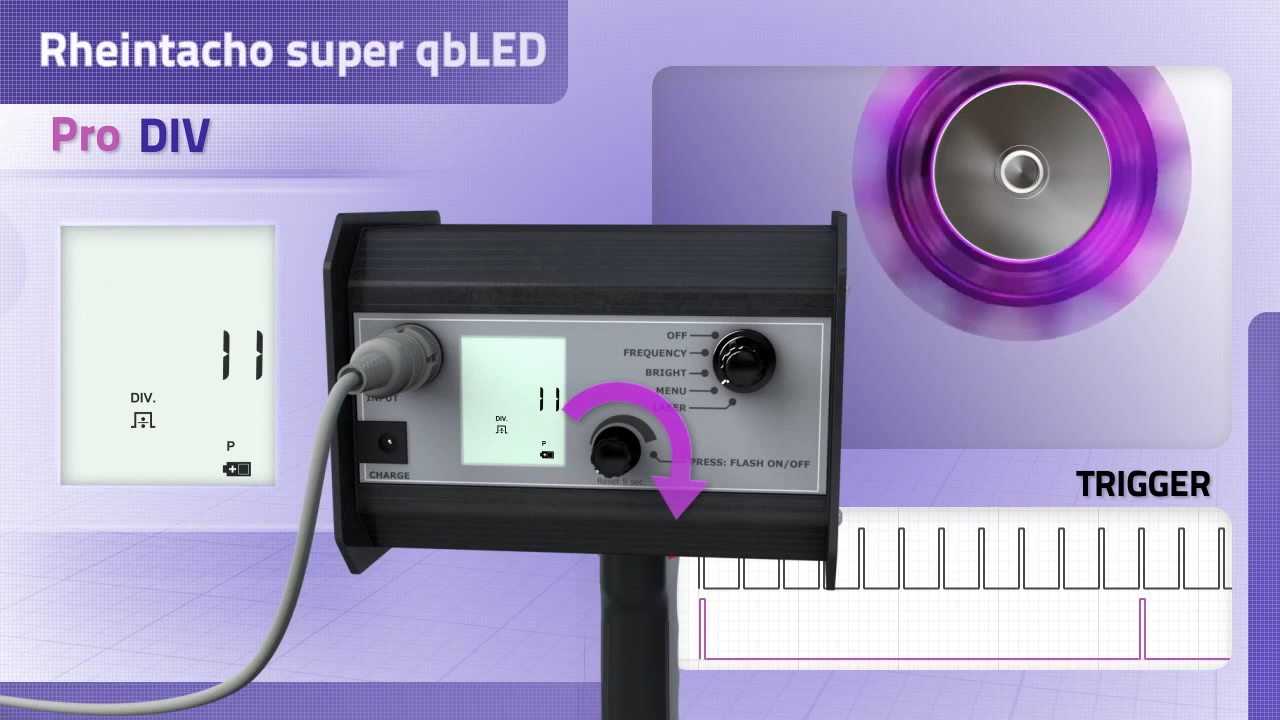 Rheintacho super qbLED
Pro DIV
11
DIV.
P
OFF
FREQUENCY
BRIGHT
MENU
LASER
INPUT
11
DIV.
P
PRESS: FLASH ON/OFF
CHARGE
Reset 5 sec.
TRIGGER